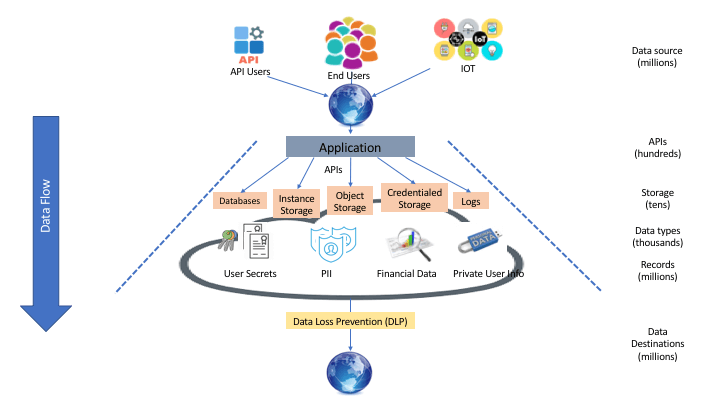 API
API Users
End Users
IoT
IOT
Data source
(millions)
Application
APIs
(hundreds)
APIs
Data Flow
Databases
Instance
Storage
Object
Storage
Credentialed
Storage
Logs
Storage
(tens)
Data types
(thousands)
DATA
User Secrets
PII
Financial Data
Private User Info
Records
(millions)
Data Loss Prevention (DLP)
Data
Destinations
(millions)